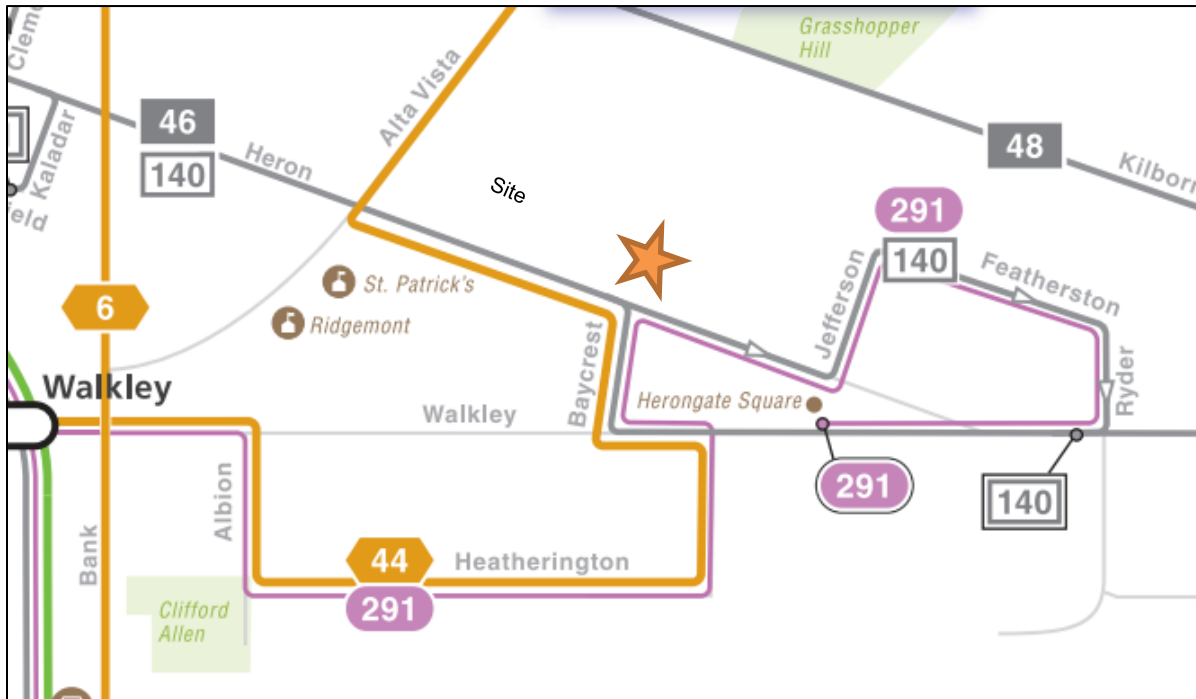 Grasshopper
Hill
Alta Vista
46
140
Kaladar
Heron
48
Site
291
140
Jefferson
Featherston
St. Patrick's
Ridgemont
6
Baycrest
Ryder
Walkley
Walkley
Herongate Square
Albion
291
140
Bank
44
Heatherington
291
Clifford
Allen